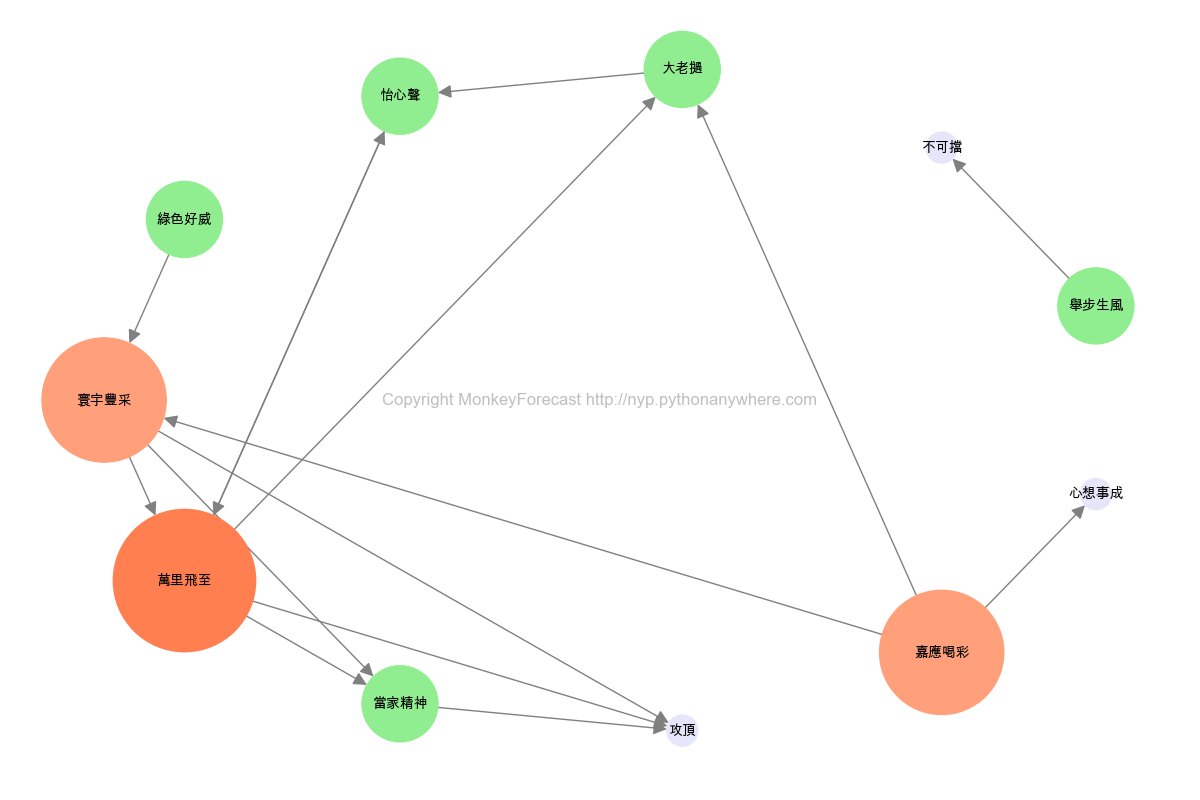 大老撾
怡心聲
不可擋
綠色好威
舉步生風
寰宇豐采
Copyright MonkeyForecast http://nyp.pythonanywhere.com
心想事成
萬里飛至
嘉應喝彩
當家精神
攻頂